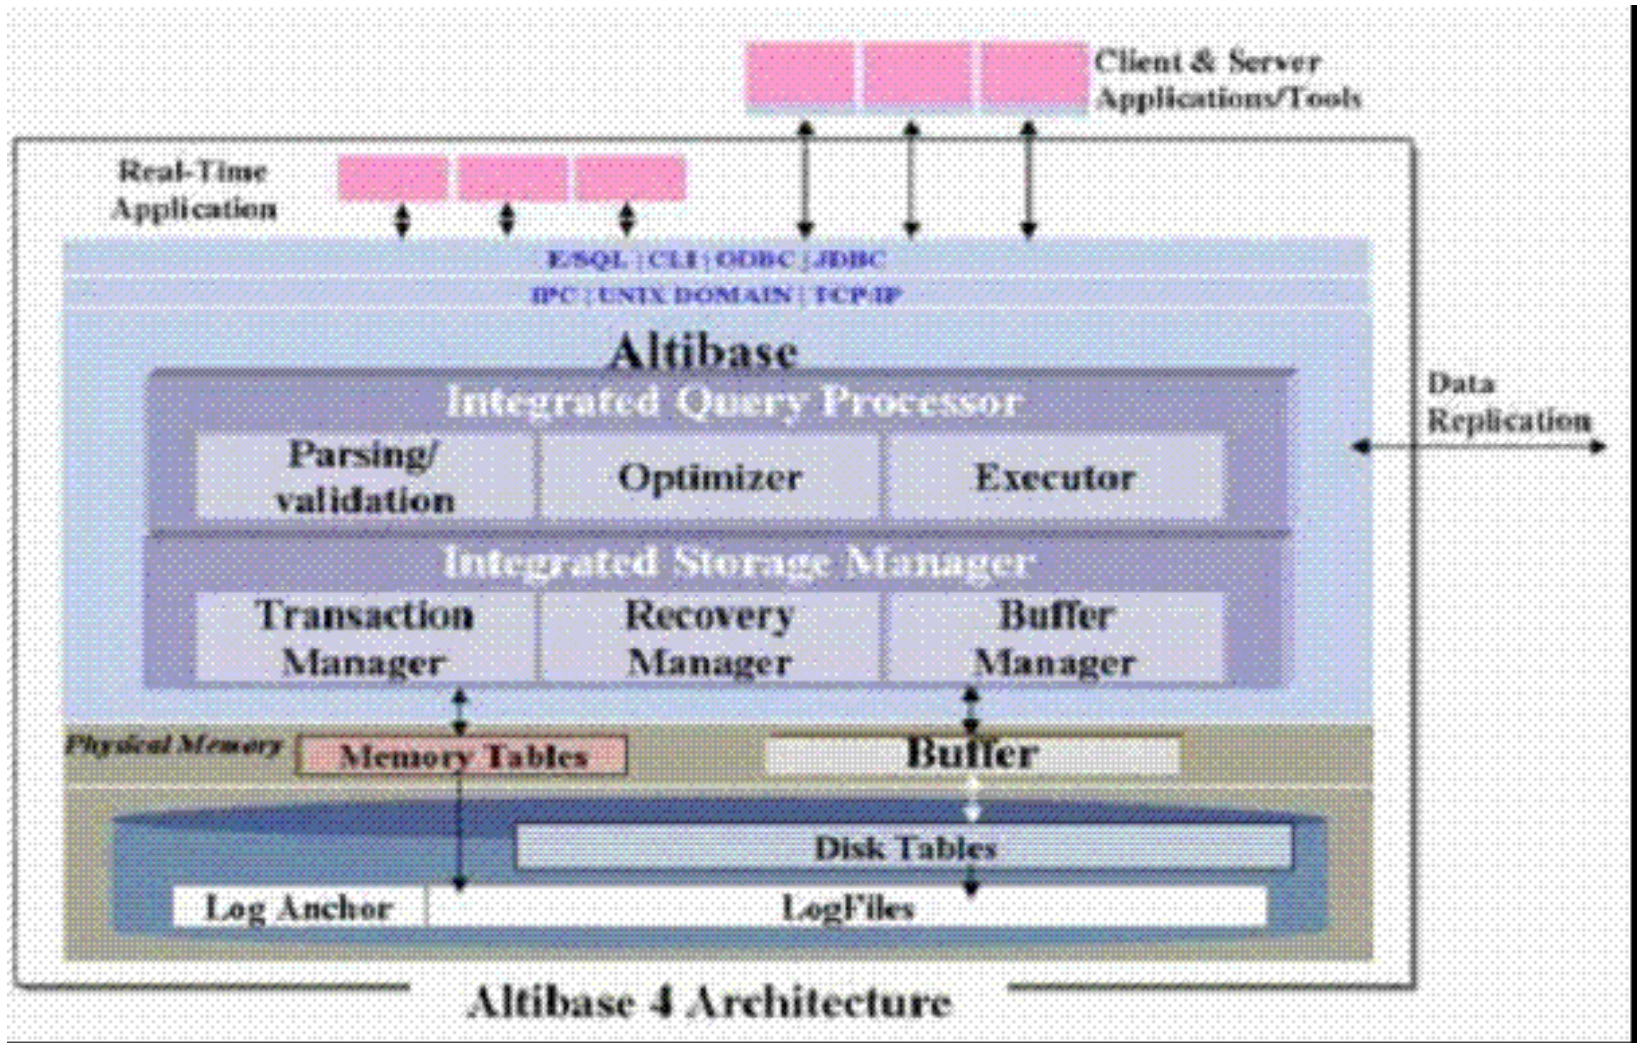 Client & Server
Applications/Tools
Real-Time
Application
E/SQL | CLI | ODBC | JDBC
IPC | UNIX DOMAIN | TCP/IP
Altibase
Integrated Query Processor
Data
Replication
Parsing/
validation
Optimizer
Executor
Integrated Storage Manager
Transaction
Manager
Recovery
Manager
Buffer
Manager
Physical Memory
Memory Tables
Buffer
Disk Tables
Log Anchor
LogFiles
Altibase 4 Architecture